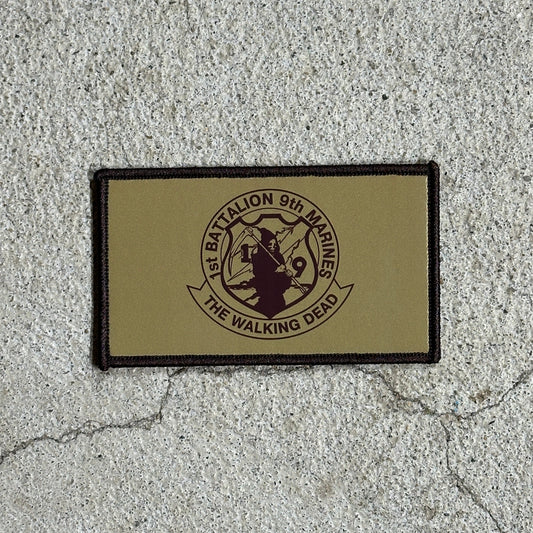 1st BATTALION 9th MARINES
1 9
THE WALKING DEAD